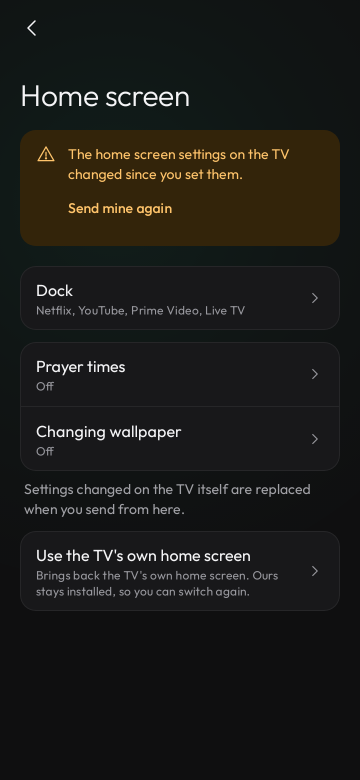 Home screen
The home screen settings on the TV
changed since you set them.
Send mine again
Dock
Netflix, YouTube, Prime Video, Live TV
Prayer times
Off
Changing wallpaper
Off
Settings changed on the TV itself are replaced
when you send from here.
Use the TV's own home screen
Brings back the TV's own home screen. Ours
stays installed, so you can switch again.